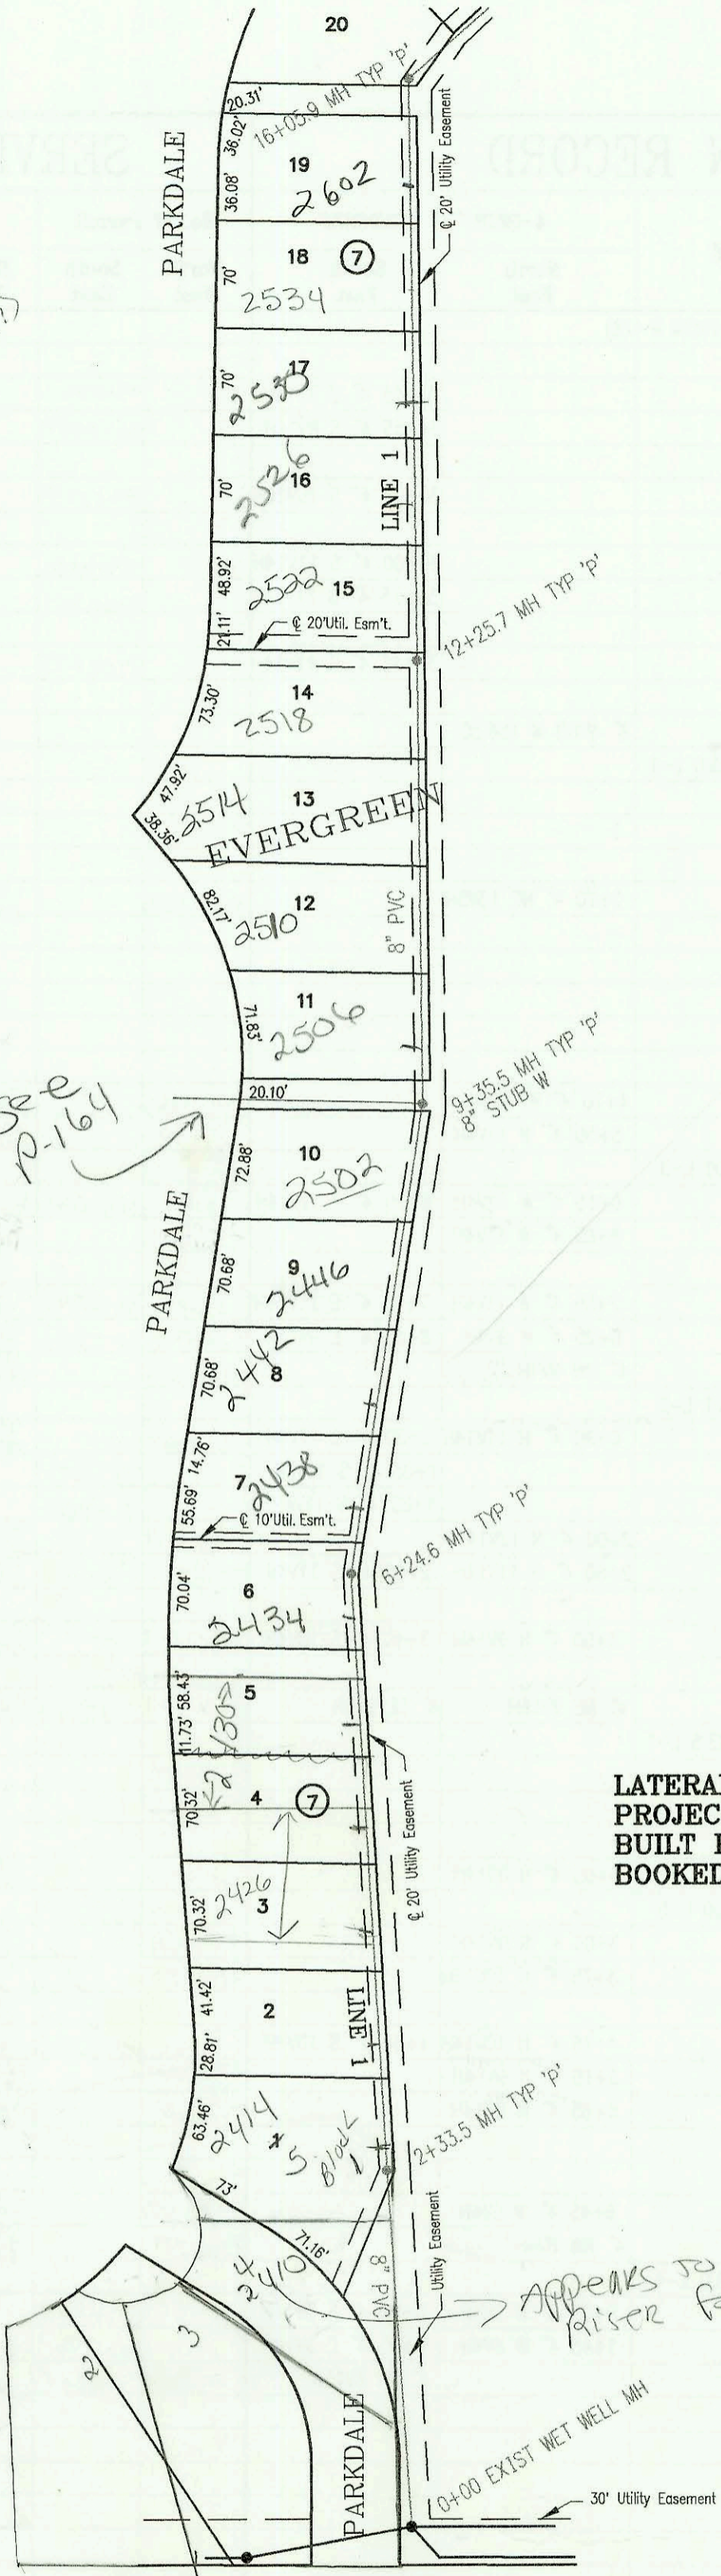 20
20.31'
16+05.9 MH TYP 'P'
36.02'
19
2602
36.08'
PARKDALE
℄ 20' Utility Easement
18
7
70'
2534
17
70'
2530
16
70'
2526
LINE 1
15
48.92'
2522
21.11'
℄ 20'Util. Esm't.
12+25.7 MH TYP 'P'
14
73.30'
2518
47.92'
13
2514
38.36'
EVERGREEN
12
82.17'
2510
8" PVC
11
71.83'
2506
See
P-164
20.10'
9+35.5 MH TYP 'P'
8" STUB W
10
72.88'
2502
PARKDALE
9
70.68'
2446
8
70.68'
2442
14.76'
7
2438
55.69'
℄ 10'Util. Esm't.
6+24.6 MH TYP 'P'
6
70.04'
2434
5
58.43'
11.73'
2430
4
7
70.32'
℄ 20' Utility Easement
LATERAL
PROJEC
BUILT
BOOKED
3
2426
70.32'
41.42'
2
LINE 1
28.81'
63.46'
2414
5
Block
1
2+33.5 MH TYP 'P'
73'
71.16'
4
2410
8" PVC
Utility Easement
Appears to
Riser
3
2
PARKDALE
0+00 EXIST WET WELL MH
30' Utility Easement